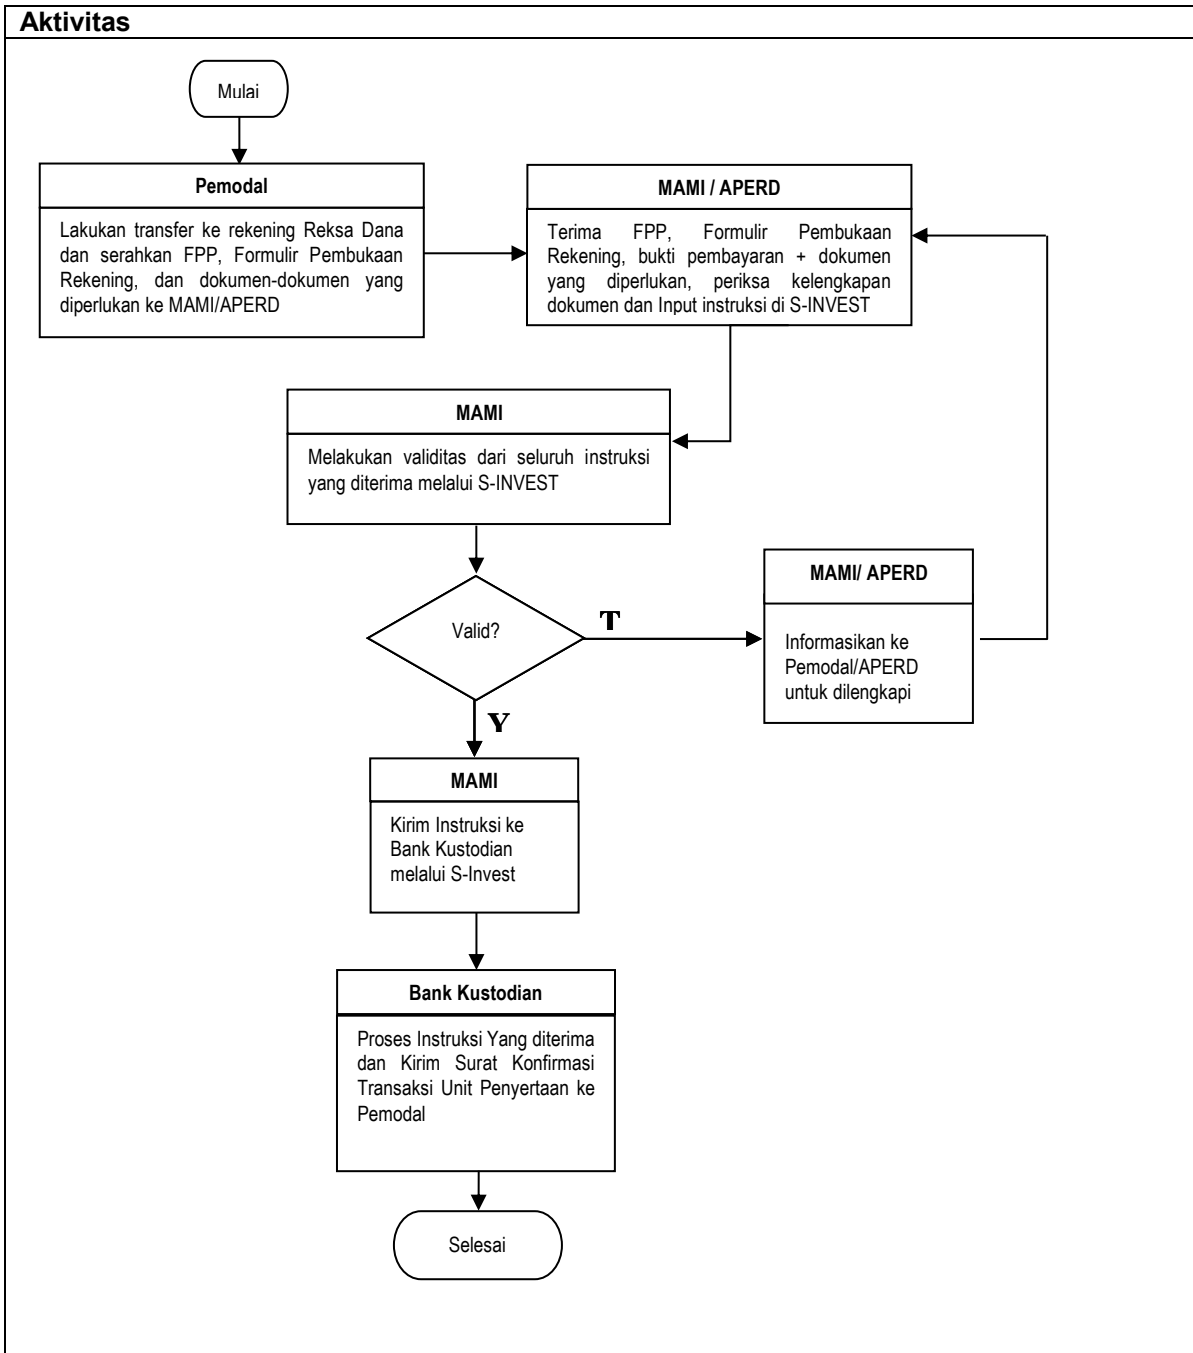 Aktivitas
Mulai
Pemodal
Lakukan transfer ke rekening Reksa Dana
dan serahkan FPP, Formulir Pembukaan
Rekening, dan dokumen-dokumen yang
diperlukan ke MAMI/APERD
MAMI / APERD
Terima FPP, Formulir Pembukaan
Rekening, bukti pembayaran + dokumen
yang diperlukan, periksa kelengkapan
dokumen dan Input instruksi di S-INVEST
MAMI
Melakukan validitas dari seluruh instruksi
yang diterima melalui S-INVEST
Valid?
T
MAMI/ APERD
Informasikan ke
Pemodal/APERD
untuk dilengkapi
Y
MAMI
Kirim Instruksi ke
Bank Kustodian
melalui S-Invest
Bank Kustodian
Proses Instruksi Yang diterima
dan Kirim Surat Konfirmasi
Transaksi Unit Penyertaan ke
Pemodal
Selesai